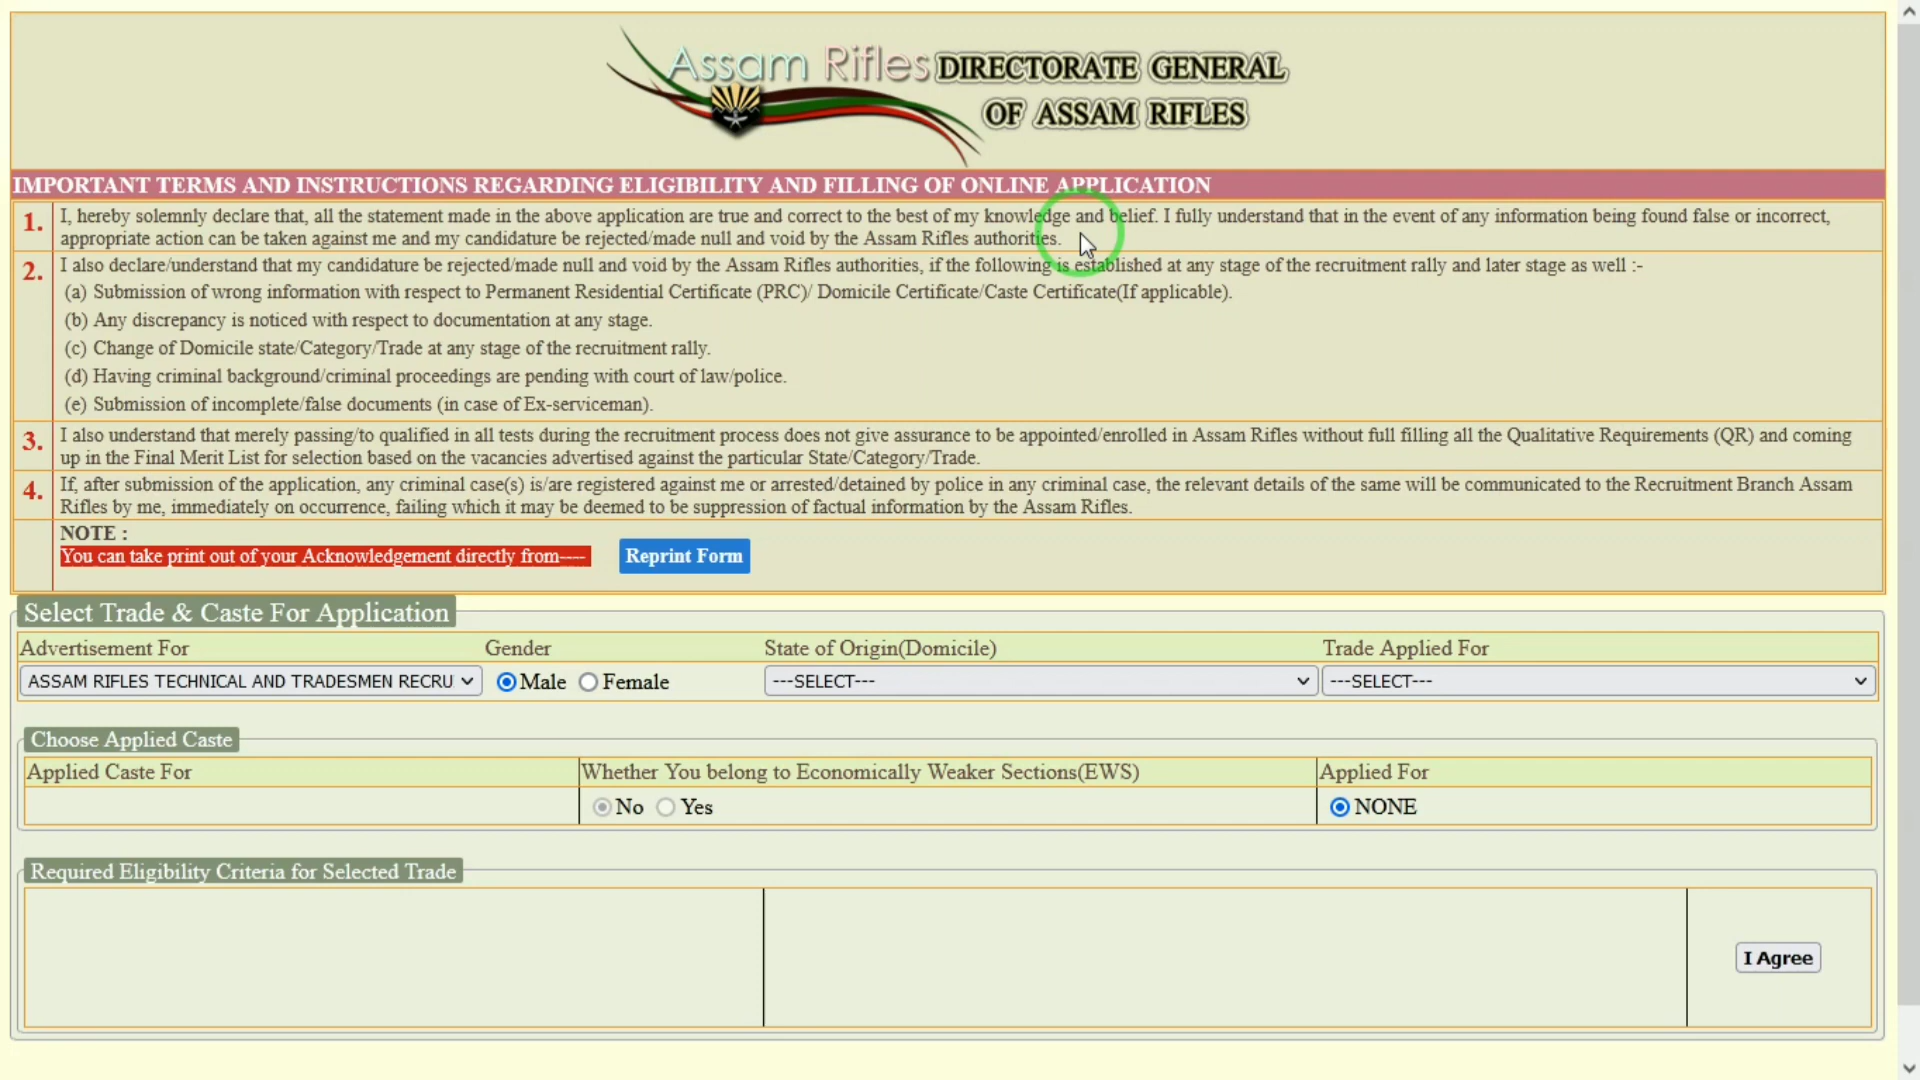 Assam Rifles DIRECTORATE GENERAL
OF ASSAM RIFLES
IMPORTANT TERMS AND INSTRUCTIONS REGARDING ELIGIBILITY AND FILLING OF ONLINE APPLICATION
1. I, hereby solemnly declare that, all the statement made in the above application are true and correct to the best of my knowledge and belief. I fully understand that in the event of any information being found false or incorrect,
appropriate action can be taken against me and my candidature be rejected/made null and void by the Assam Rifles authorities.
2. I also declare/understand that my candidature be rejected/made null and void by the Assam Rifles authorities, if the following is established at any stage of the recruitment rally and later stage as well :-
(a) Submission of wrong information with respect to Permanent Residential Certificate (PRC)/ Domicile Certificate/Caste Certificate(If applicable).
(b) Any discrepancy is noticed with respect to documentation at any stage.
(c) Change of Domicile state/Category/Trade at any stage of the recruitment rally.
(d) Having criminal background/criminal proceedings are pending with court of law/police.
(e) Submission of incomplete/false documents (in case of Ex-serviceman).
3. I also understand that merely passing/to qualified in all tests during the recruitment process does not give assurance to be appointed/enrolled in Assam Rifles without full filling all the Qualitative Requirements (QR) and coming
up in the Final Merit List for selection based on the vacancies advertised against the particular State/Category/Trade.
4. If, after submission of the application, any criminal case(s) is/are registered against me or arrested/detained by police in any criminal case, the relevant details of the same will be communicated to the Recruitment Branch Assam
Rifles by me, immediately on occurrence, failing which it may be deemed to be suppression of factual information by the Assam Rifles.
NOTE :
You can take print out of your Acknowledgement directly from---- Reprint Form
Select Trade & Caste For Application
Advertisement For Gender State of Origin(Domicile) Trade Applied For
ASSAM RIFLES TECHNICAL AND TRADESMEN RECRU Male Female ---SELECT--- ---SELECT---
Choose Applied Caste
Applied Caste For Whether You belong to Economically Weaker Sections(EWS) Applied For
No Yes NONE
Required Eligibility Criteria for Selected Trade
I Agree